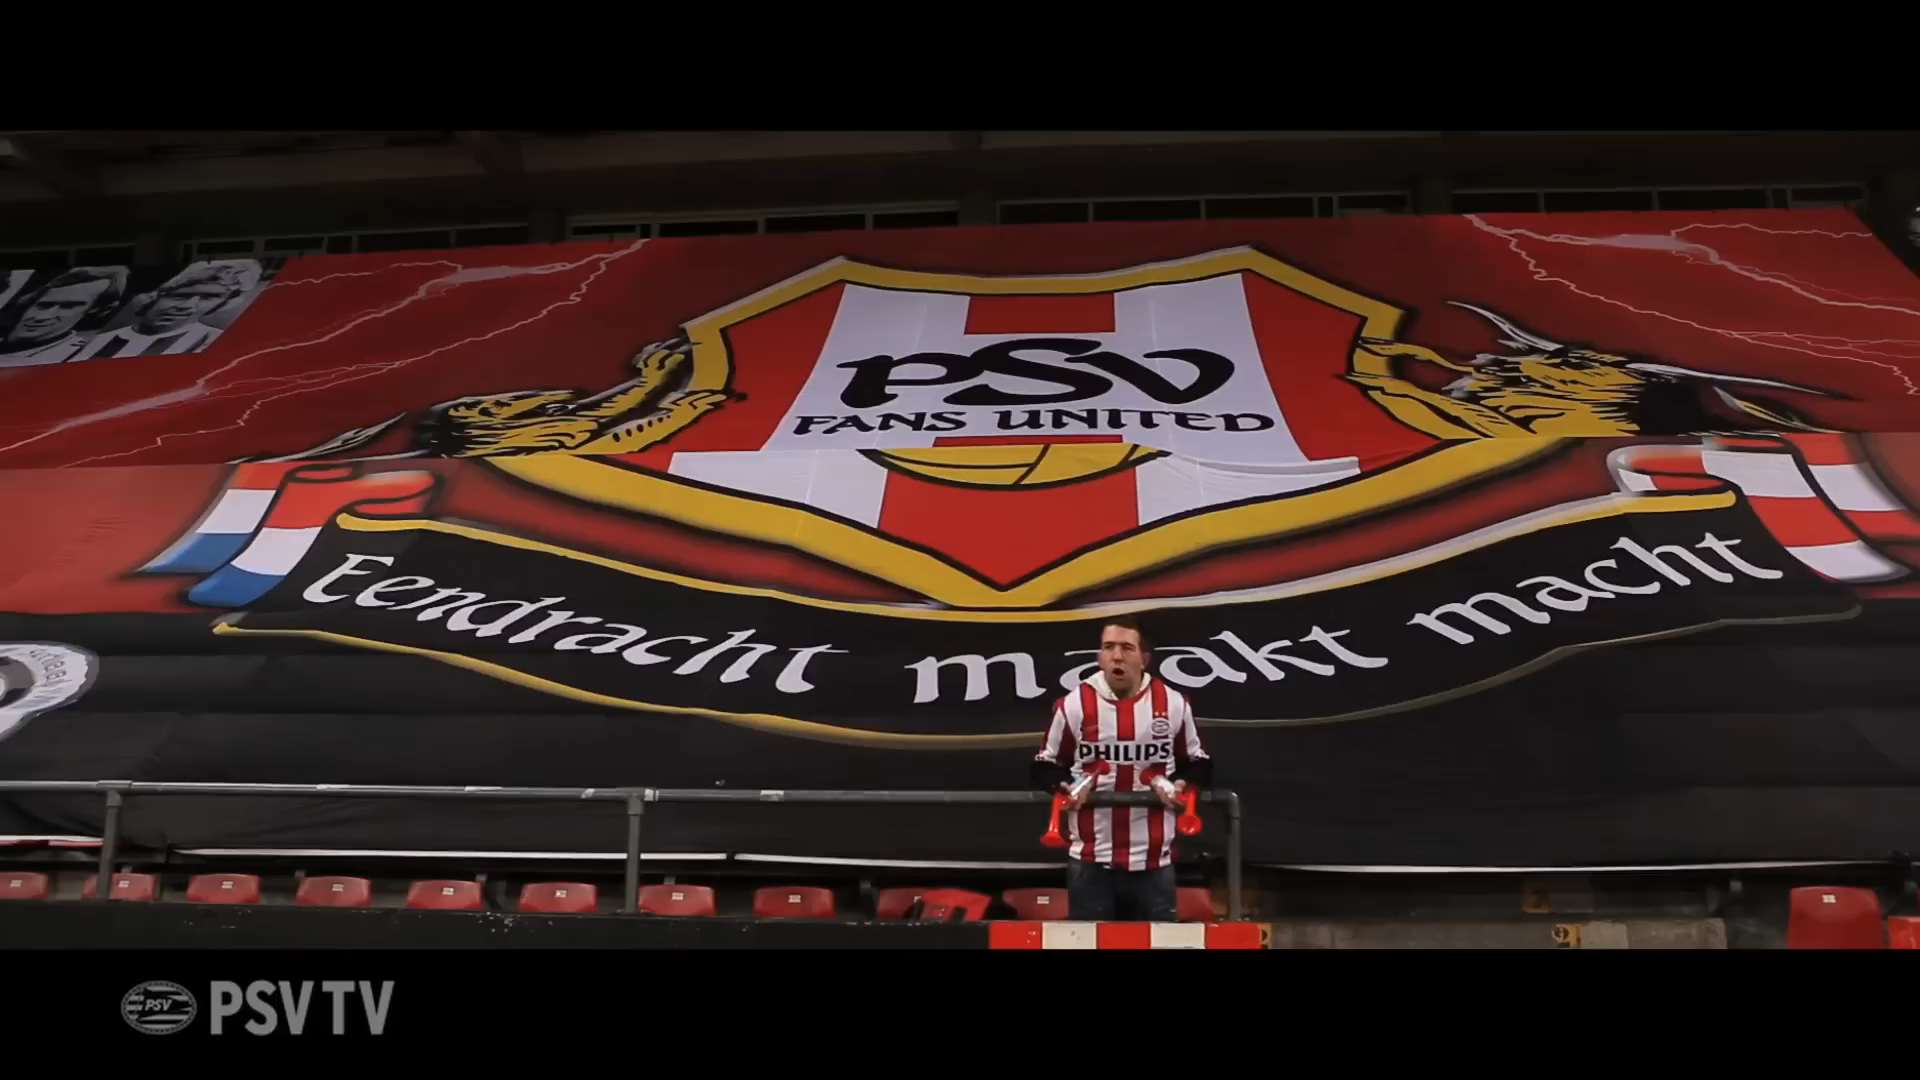 PSV
FANS UNITED
Eendracht maakt macht
PHILIPS
PSV PSV TV